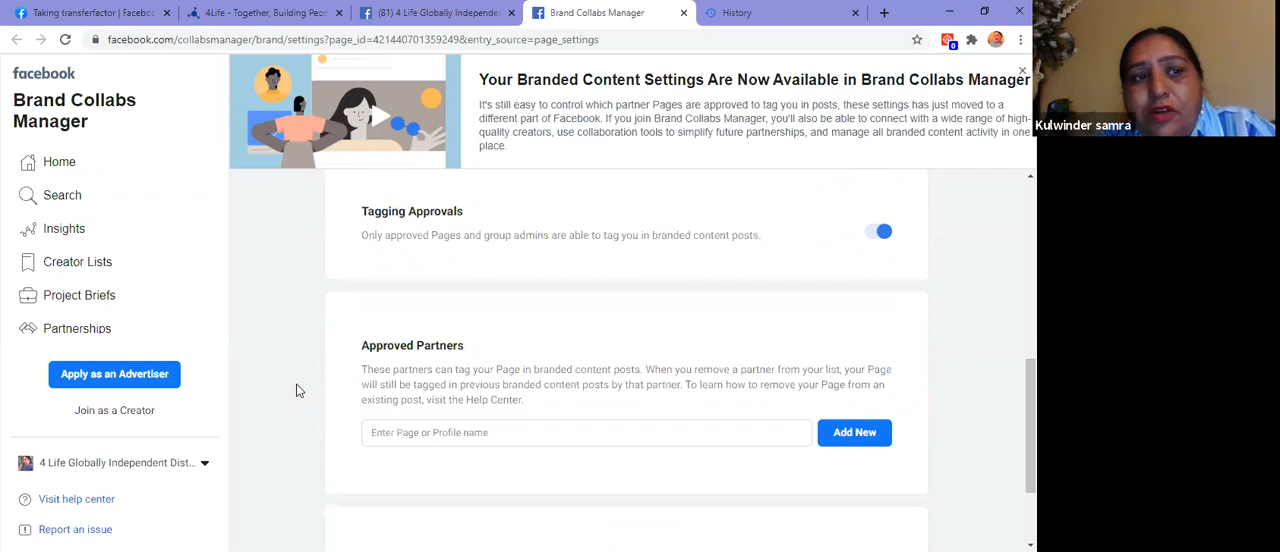 Taking transferfactor | Faceboo
4Life - Together, Building Peop
(81) 4 Life Globally Independen
Brand Collabs Manager
History
facebook.com/collabsmanager/brand/settings?page_id=421440701359249&entry_source=page_settings
0
facebook
Brand Collabs
Manager
Home
Search
Insights
Creator Lists
Project Briefs
Partnerships
Apply as an Advertiser
Join as a Creator
4 Life Globally Independent Dist...
Visit help center
Report an issue
Your Branded Content Settings Are Now Available in Brand Collabs Manager
It's still easy to control which partner Pages are approved to tag you in posts, these settings has just moved to a
different part of Facebook. If you join Brand Collabs Manager, you'll also be able to connect with a wide range of high-
quality creators, use collaboration tools to simplify future partnerships, and manage all branded content activity in one
place.
Tagging Approvals
Only approved Pages and group admins are able to tag you in branded content posts.
Approved Partners
These partners can tag your Page in branded content posts. When you remove a partner from your list, your Page
will still be tagged in previous branded content posts by that partner. To learn how to remove your Page from an
existing post, visit the Help Center.
Enter Page or Profile name
Add New
Kulwinder samra